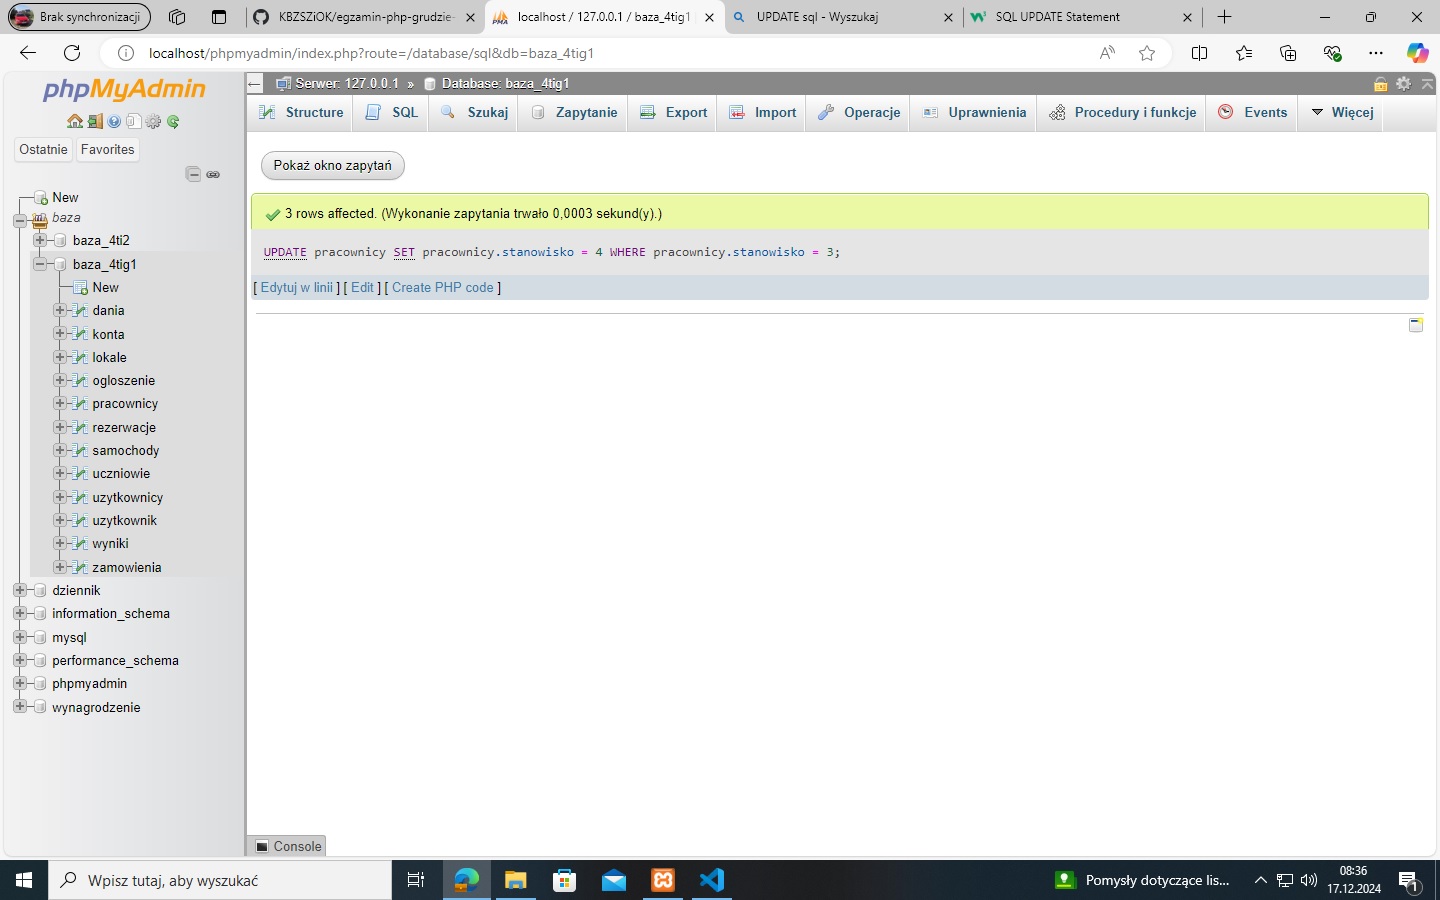 Brak synchronizacji
KBZSZiOK/egzamin-php-grudzie
localhost / 127.0.0.1 / baza_4tig1
UPDATE sql - Wyszukaj
SQL UPDATE Statement
localhost/phpmyadmin/index.php?route=/database/sql&db=baza_4tig1
phpMyAdmin
Ostatnie
Favorites
New
baza
baza_4ti2
baza_4tig1
New
dania
konta
lokale
ogloszenie
pracownicy
rezerwacje
samochody
uczniowie
uzytkownicy
uzytkownik
wyniki
zamowienia
dziennik
information_schema
mysql
performance_schema
phpmyadmin
wynagrodzenie
Serwer: 127.0.0.1 » Database: baza_4tig1
Structure
SQL
Szukaj
Zapytanie
Export
Import
Operacje
Uprawnienia
Procedury i funkcje
Events
Więcej
Pokaż okno zapytań
3 rows affected. (Wykonanie zapytania trwało 0,0003 sekund(y).)
UPDATE pracownicy SET pracownicy.stanowisko = 4 WHERE pracownicy.stanowisko = 3;
[ Edytuj w linii ] [ Edit ] [ Create PHP code ]
Console
Wpisz tutaj, aby wyszukać
Pomysły dotyczące lis...
08:36
17.12.2024
1